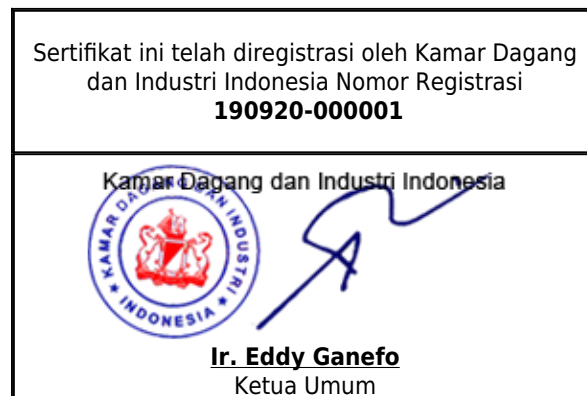 Sertifikat ini telah diregistrasi oleh Kamar Dagang
dan Industri Indonesia Nomor Registrasi
190920-000001
Kamar Dagang dan Industri Indonesia
KAMAR DAGANG DAN INDUSTRI
INDONESIA
Ir. Eddy Ganefo
Ketua Umum